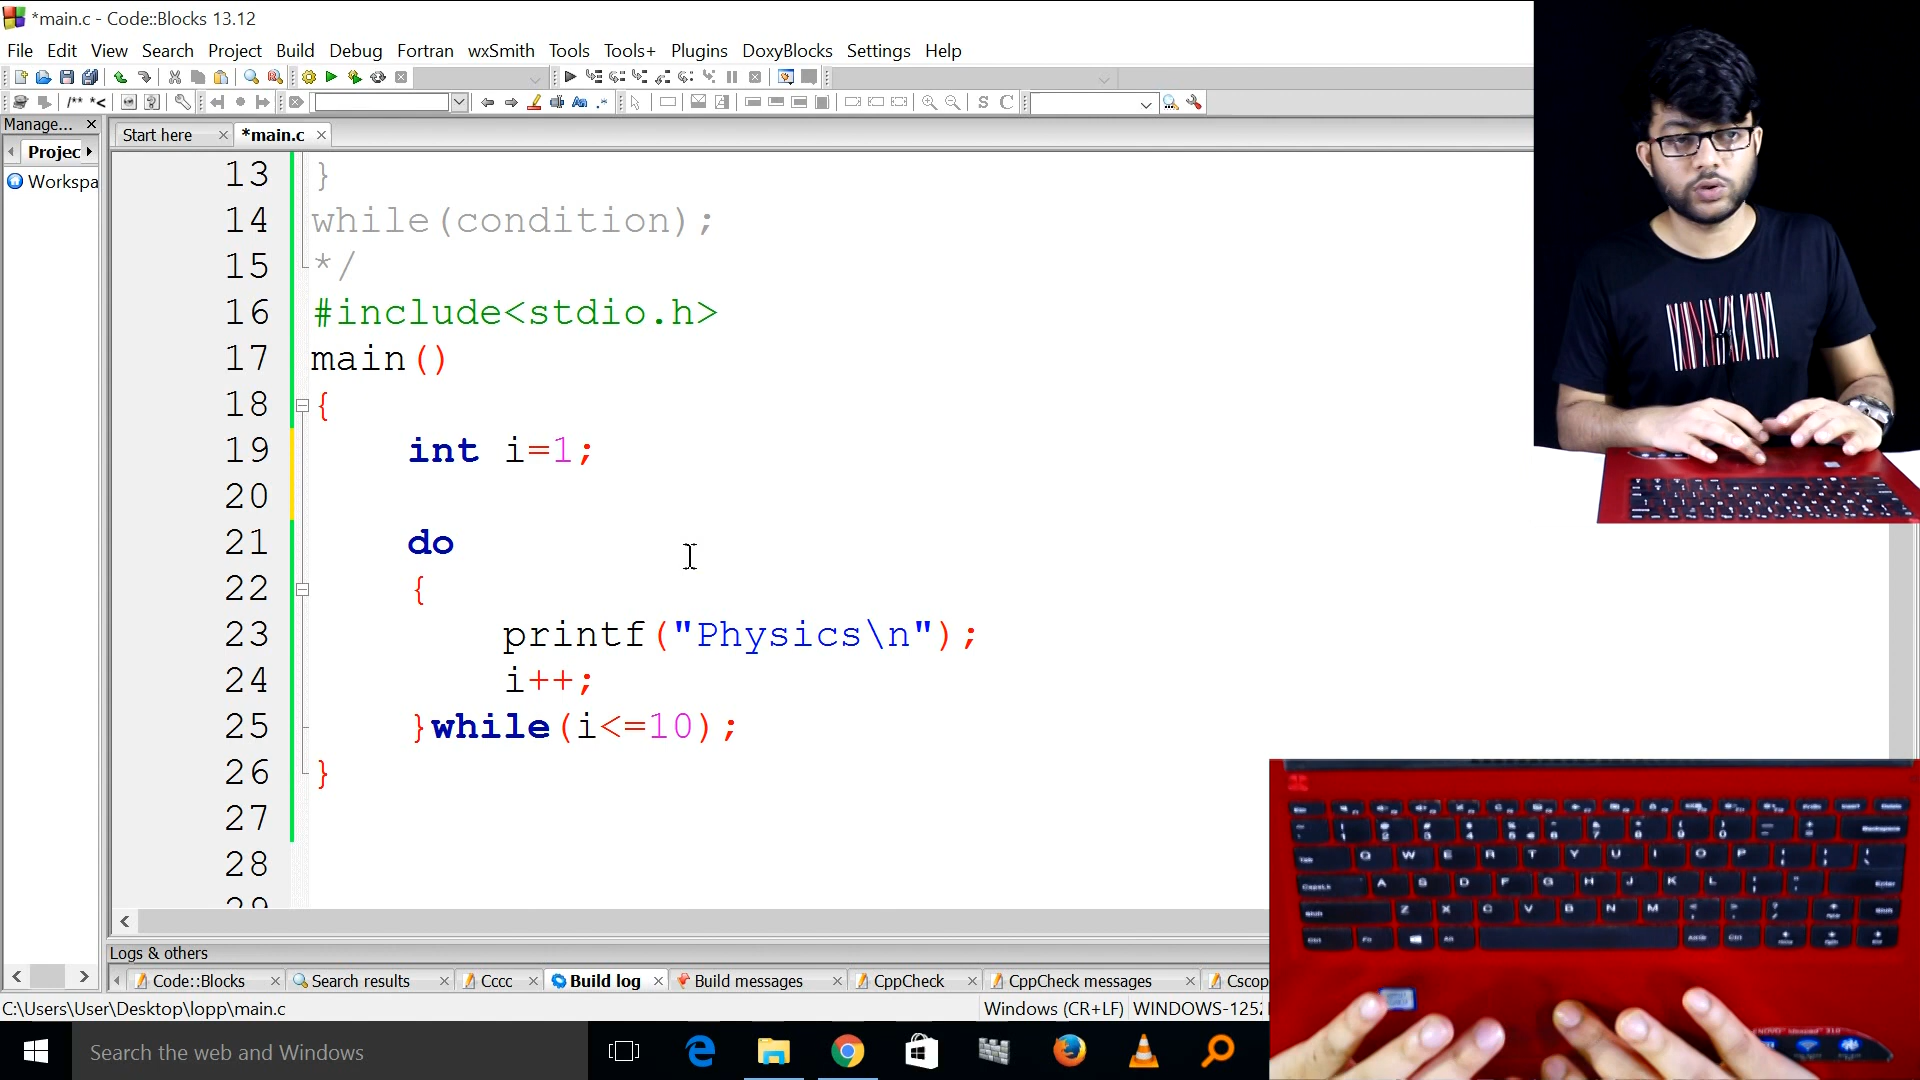 *main.c - Code::Blocks 13.12
File Edit View Search Project Build Debug Fortran wxSmith Tools Tools+ Plugins DoxyBlocks Settings Help
/** *<
S C
Manage...
Start here *main.c
Projec
Workspa
13 }
14 while(condition);
15 */
16 #include<stdio.h>
17 main()
18 {
19 int i=1;
20
21 do
22 {
23 printf("Physics\n");
24 i++;
25 }while(i<=10);
26 }
27
28
29
Logs & others
Code::Blocks Search results Cccc Build log Build messages CppCheck CppCheck messages Cscop
C:\Users\User\Desktop\lopp\main.c Windows (CR+LF) WINDOWS-1252
Search the web and Windows
Q W E R T Y U I O P
A S D F G H J K L
Z X C V B N M